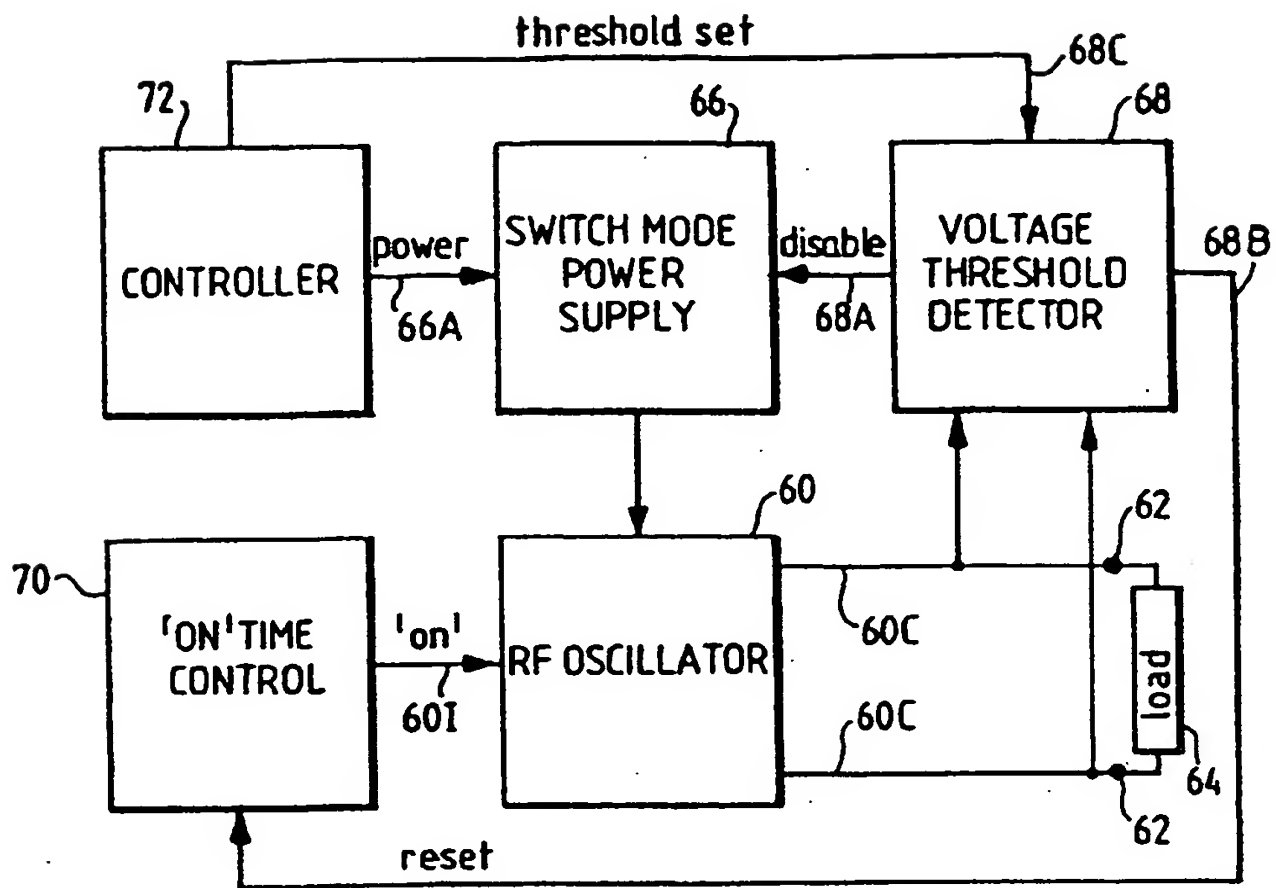 threshold set
68C
72
66
68
CONTROLLER
power
66A
SWITCH MODE
POWER
SUPPLY
disable
68A
VOLTAGE
THRESHOLD
DETECTOR
68B
70
'ON' TIME
CONTROL
'on'
60I
60
RF OSCILLATOR
60C
60C
62
load
64
62
reset